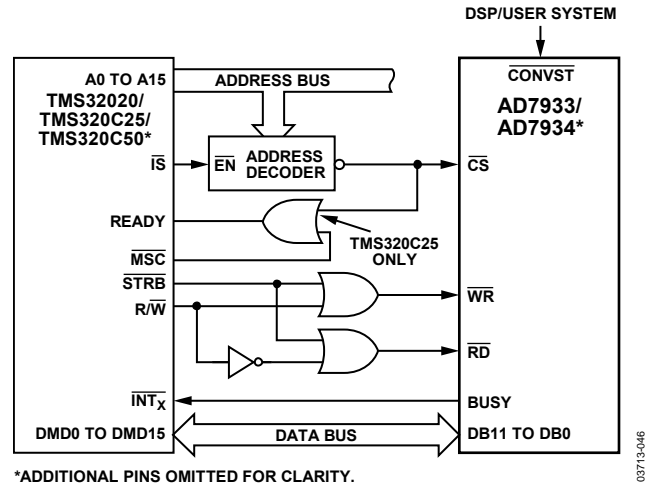 DSP/USER SYSTEM
A0 TO A15
ADDRESS BUS
CONVST
TMS32020/
TMS320C25/
TMS320C50*
AD7933/
AD7934*
IS
EN
ADDRESS
DECODER
CS
READY
TMS320C25
ONLY
MSC
STRB
R/W
WR
RD
INTX
BUSY
DMD0 TO DMD15
DATA BUS
DB11 TO DB0
*ADDITIONAL PINS OMITTED FOR CLARITY.
03713-046